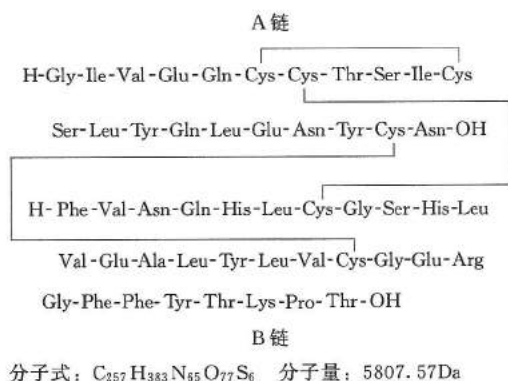 A链
H-Gly-Ile-Val-Glu-Gln-Cys-Cys-Thr-Ser-Ile-Cys
Ser-Leu-Tyr-Gln-Leu-Glu-Asn-Tyr-Cys-Asn-OH
H-Phe-Val-Asn-Gln-His-Leu-Cys-Gly-Ser-His-Leu
Val-Glu-Ala-Leu-Tyr-Leu-Val-Cys-Gly-Glu-Arg
Gly-Phe-Phe-Tyr-Thr-Lys-Pro-Thr-OH
B链
分子式：C₂₅₇H₃₈₃N₆₅O₇₇S₆ 分子量：5807.57Da